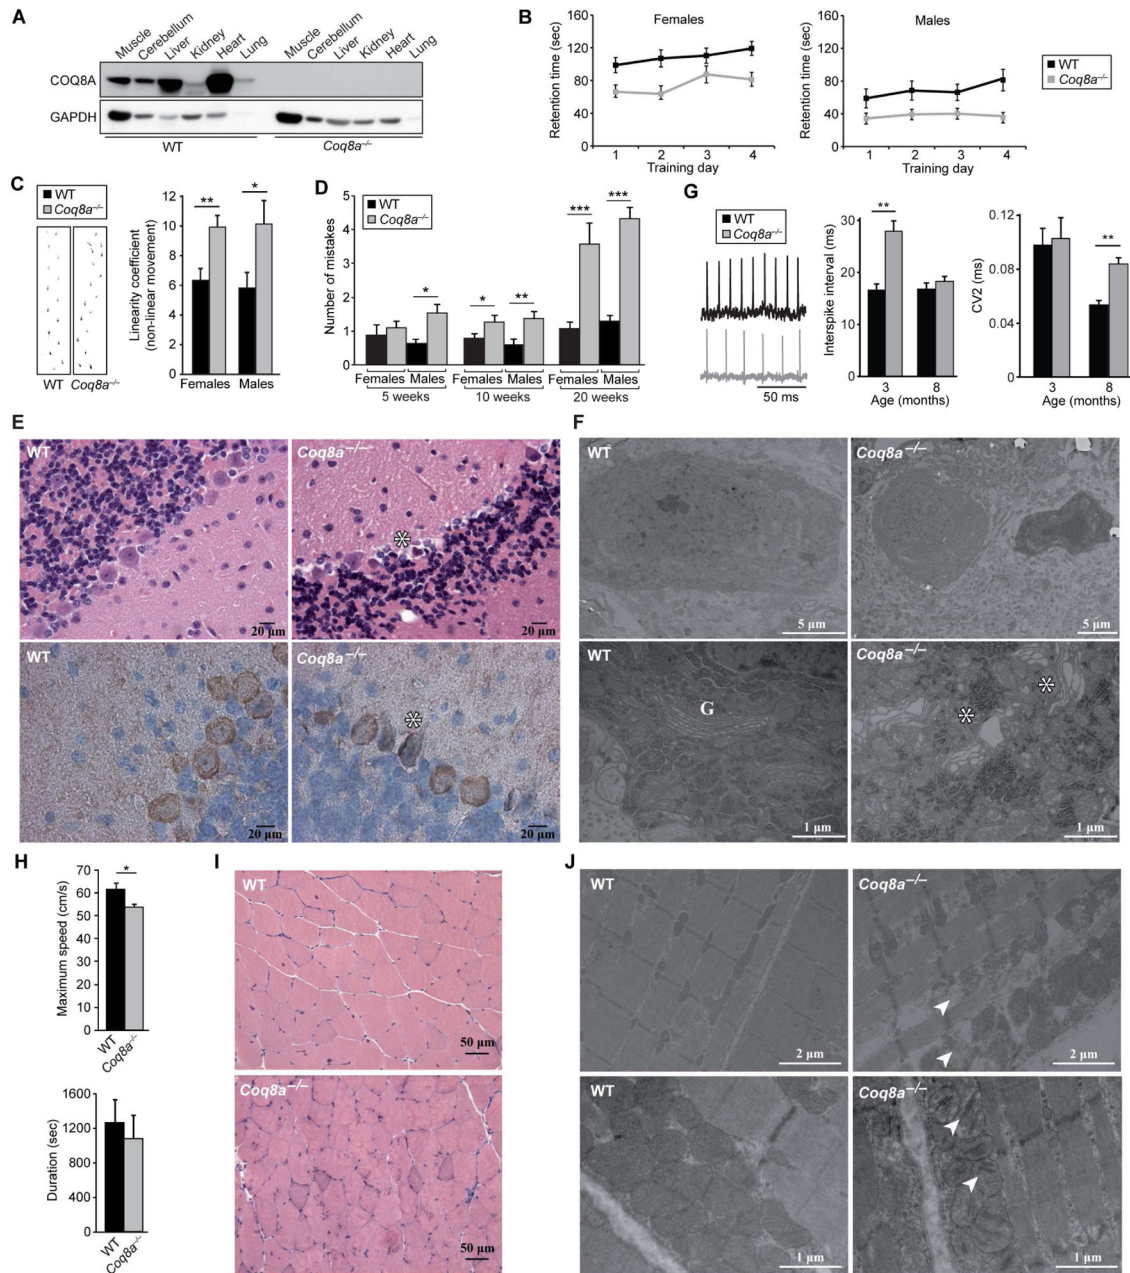 A
Muscle
Cerebellum
Liver
Kidney
Heart
Lung
Muscle
Cerebellum
Liver
Kidney
Heart
Lung
COQ8A
GAPDH
WT
Coq8a–/–
B
Females
Retention time (sec)
160
120
80
40
0
1 2 3 4
Training day
Males
Retention time (sec)
160
120
80
40
0
1 2 3 4
Training day
WT
Coq8a–/–
C
WT
Coq8a–/–
WT Coq8a–/–
Linearity coefficient
(non-linear movement)
12
10
8
6
4
2
0
** *
Females Males
D
WT
Coq8a–/–
Number of mistakes
5
4
3
2
1
0
* * ** *** ***
Females Males Females Males Females Males
5 weeks 10 weeks 20 weeks
G
WT
Coq8a–/–
50 ms
Interspike interval (ms)
30
20
10
0
**
3 8
Age (months)
CV2 (ms)
0.12
0.08
0.04
0
**
3 8
Age (months)
E
WT
20 µm
Coq8a–/–
*
20 µm
WT
20 µm
Coq8a–/–
*
20 µm
F
WT
5 µm
Coq8a–/–
5 µm
WT
G
1 µm
Coq8a–/–
* *
1 µm
H
Maximum speed (cm/s)
70
60
50
40
30
20
10
0
*
WT
Coq8a–/–
Duration (sec)
1600
1200
800
400
0
WT
Coq8a–/–
I
WT
50 µm
Coq8a–/–
50 µm
J
WT
2 µm
Coq8a–/–
2 µm
WT
1 µm
Coq8a–/–
1 µm